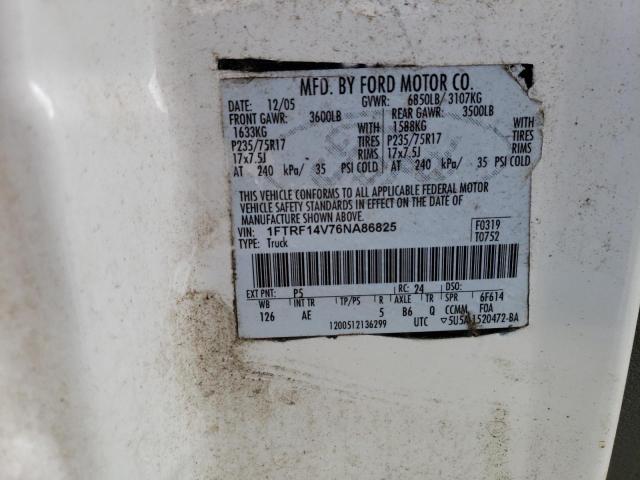 MFD. BY FORD MOTOR CO.
DATE: 12/05 GVWR: 6850LB/ 3107KG
FRONT GAWR: 3600LB REAR GAWR: 3500LB
1633KG WITH 1588KG WITH
P235/75R17 TIRES P235/75R17 TIRES
17x7.5J RIMS 17x7.5J RIMS
AT 240 kPa/ 35 PSI COLD AT 240 kPa/ 35 PSI COLD
THIS VEHICLE CONFORMS TO ALL APPLICABLE FEDERAL MOTOR
VEHICLE SAFETY STANDARDS IN EFFECT ON THE DATE OF
MANUFACTURE SHOWN ABOVE.
VIN: 1FTRF14V76NA86825 F0319
TYPE: Truck T0752
EXT PNT: P5 RC: 24 DSO:
WB INT TR TP/PS R AXLE TR SPR 6F614
126 AE 5 B6 Q CCMM F0A
1200512136299 UTC ▽5U5A-1520472-BA